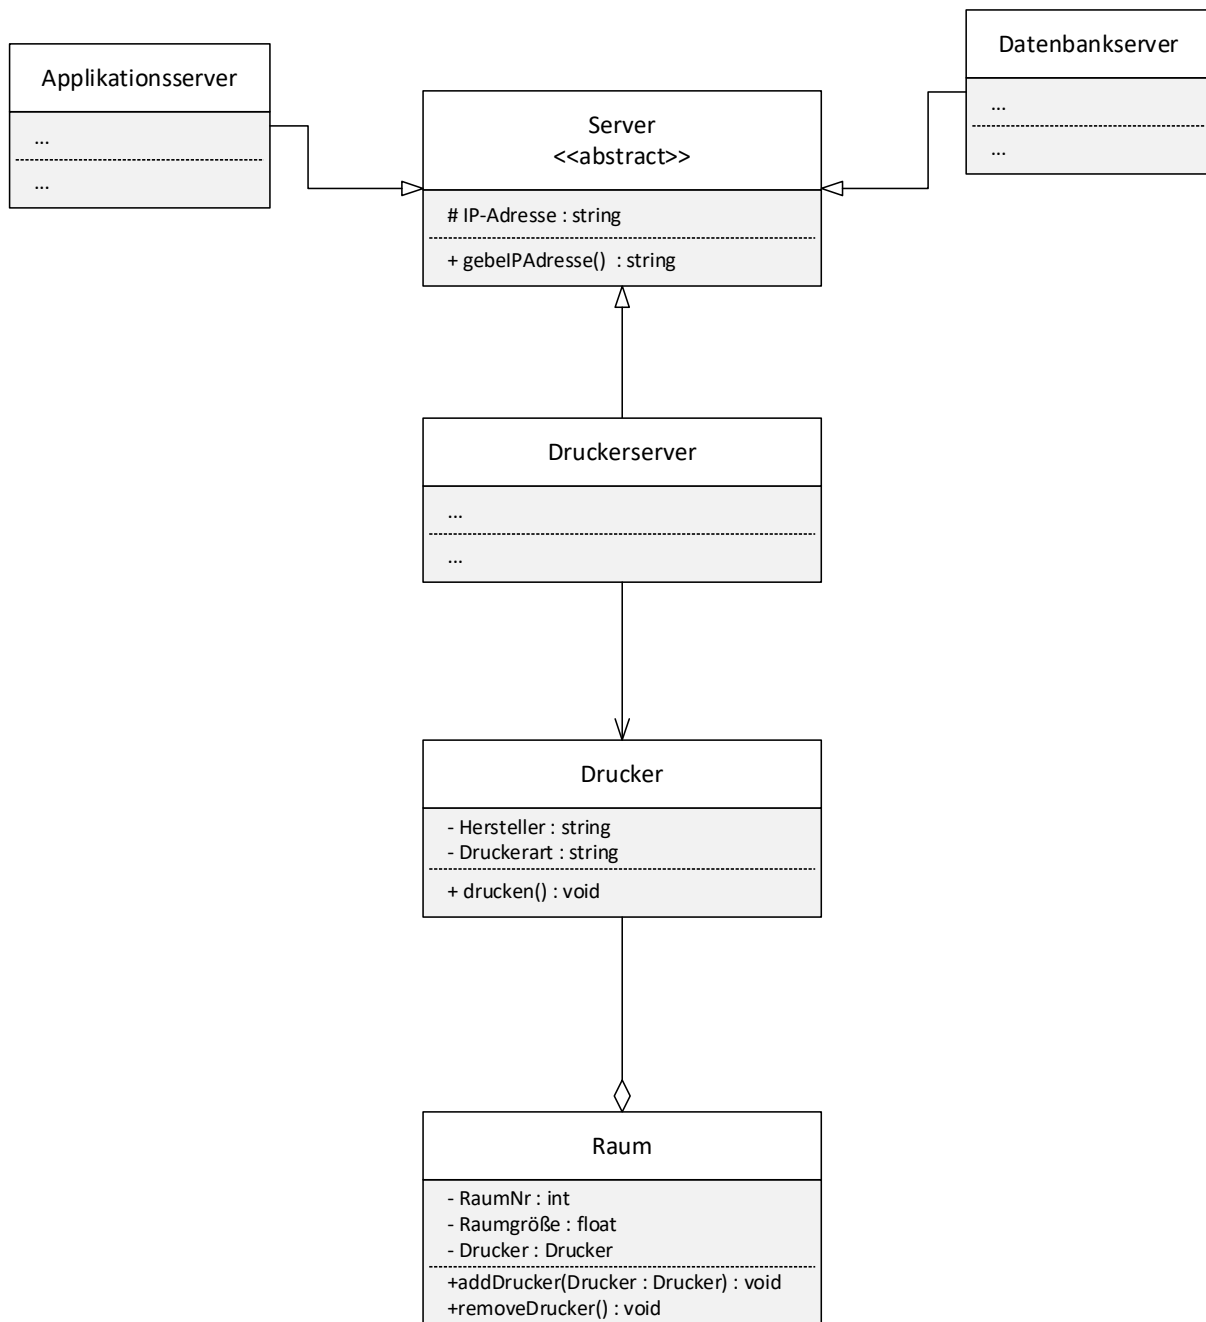 Applikationsserver
...
...
Datenbankserver
...
...
Server
<<abstract>>
# IP-Adresse : string
+ gebeIPAdresse()  : string
Druckerserver
...
...
Drucker
- Hersteller : string
- Druckerart : string
+ drucken() : void
Raum
- RaumNr : int
- Raumgröße : float
- Drucker : Drucker
+addDrucker(Drucker : Drucker) : void
+removeDrucker() : void